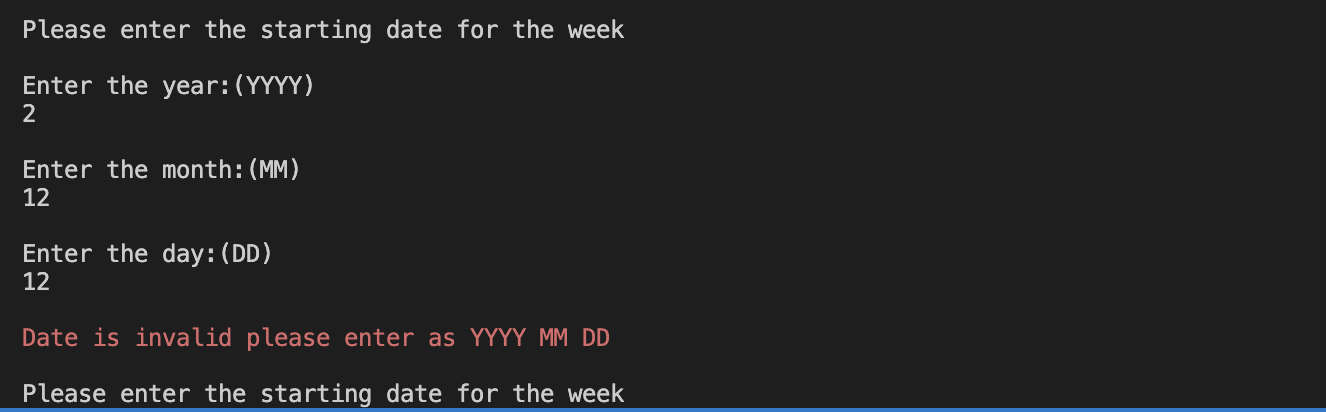 Please enter the starting date for the week
Enter the year:(YYYY)
2
Enter the month:(MM)
12
Enter the day:(DD)
12
Date is invalid please enter as YYYY MM DD
Please enter the starting date for the week